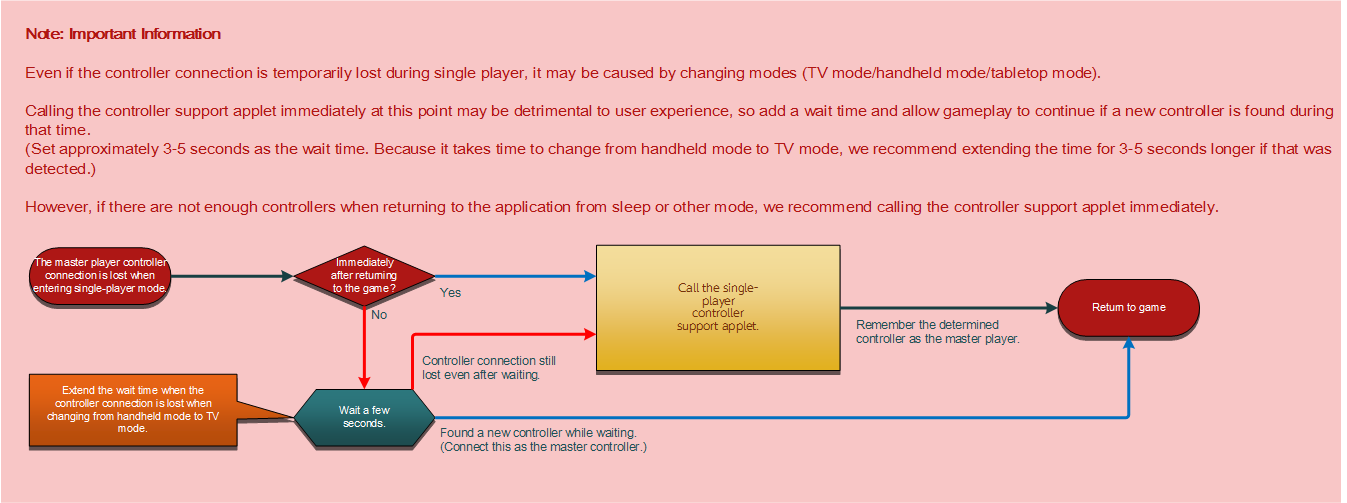 Note: Important Information
Even if the controller connection is temporarily lost during single player, it may be caused by changing modes (TV mode/handheld mode/tabletop mode).
Calling the controller support applet immediately at this point may be detrimental to user experience, so add a wait time and allow gameplay to continue if a new controller is found during
that time.
(Set approximately 3-5 seconds as the wait time. Because it takes time to change from handheld mode to TV mode, we recommend extending the time for 3-5 seconds longer if that was
detected.)
However, if there are not enough controllers when returning to the application from sleep or other mode, we recommend calling the controller support applet immediately.
The master player controller
connection is lost when
entering single-player mode.
Immediately
after returning
to the game?
Yes
No
Call the single-
player
controller
support applet.
Remember the determined
controller as the master player.
Return to game
Controller connection still
lost even after waiting.
Extend the wait time when the
controller connection is lost when
changing from handheld mode to TV
mode.
Wait a few
seconds.
Found a new controller while waiting.
(Connect this as the master controller.)